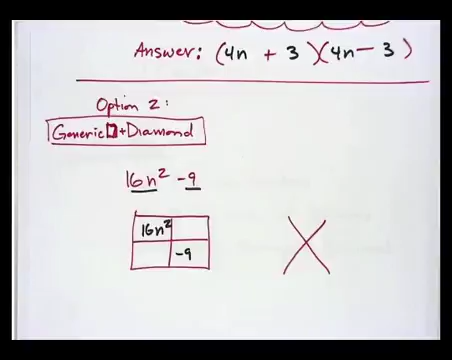 Answer: (4n + 3)(4n - 3)
Option 2:
Generic □ + Diamond
16n² - 9
16n²
-9